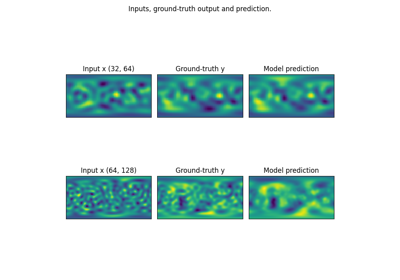 Inputs, ground-truth output and prediction.
Input x (32, 64) Ground-truth y Model prediction
Input x (64, 128) Ground-truth y Model prediction